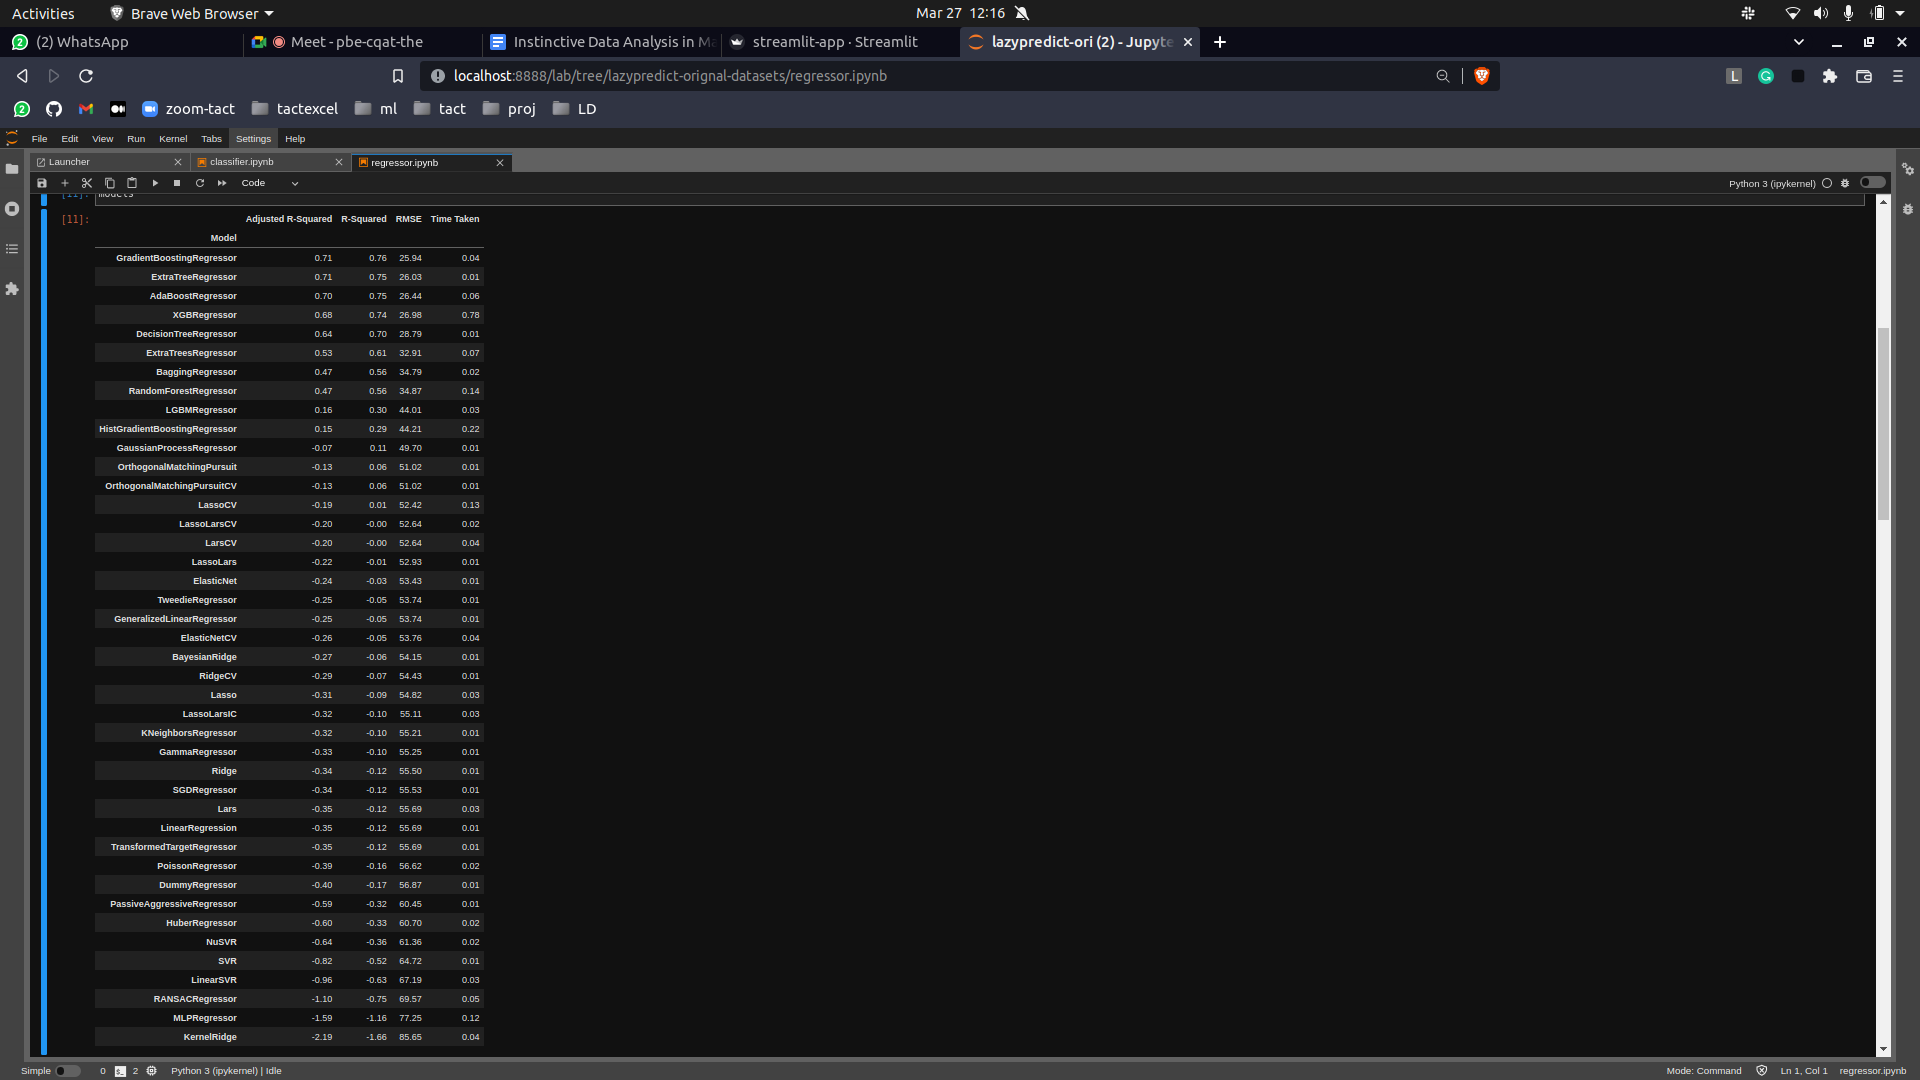 Activities Brave Web Browser Mar 27 12:16
(2) WhatsApp Meet - pbe-cqat-the Instinctive Data Analysis in Ma streamlit-app · Streamlit lazypredict-ori (2) - Jupyte
localhost:8888/lab/tree/lazypredict-orignal-datasets/regressor.ipynb
zoom-tact tactexcel ml tact proj LD
File Edit View Run Kernel Tabs Settings Help
Launcher classifier.ipynb regressor.ipynb
Code Python 3 (ipykernel)
[11]: models
[11]: Adjusted R-Squared R-Squared RMSE Time Taken
Model
GradientBoostingRegressor 0.71 0.76 25.94 0.04
ExtraTreeRegressor 0.71 0.75 26.03 0.01
AdaBoostRegressor 0.70 0.75 26.44 0.06
XGBRegressor 0.68 0.74 26.98 0.78
DecisionTreeRegressor 0.64 0.70 28.79 0.01
ExtraTreesRegressor 0.53 0.61 32.91 0.07
BaggingRegressor 0.47 0.56 34.79 0.02
RandomForestRegressor 0.47 0.56 34.87 0.14
LGBMRegressor 0.16 0.30 44.01 0.03
HistGradientBoostingRegressor 0.15 0.29 44.21 0.22
GaussianProcessRegressor -0.07 0.11 49.70 0.01
OrthogonalMatchingPursuit -0.13 0.06 51.02 0.01
OrthogonalMatchingPursuitCV -0.13 0.06 51.02 0.01
LassoCV -0.19 0.01 52.42 0.13
LassoLarsCV -0.20 -0.00 52.64 0.02
LarsCV -0.20 -0.00 52.64 0.04
LassoLars -0.22 -0.01 52.93 0.01
ElasticNet -0.24 -0.03 53.43 0.01
TweedieRegressor -0.25 -0.05 53.74 0.01
GeneralizedLinearRegressor -0.25 -0.05 53.74 0.01
ElasticNetCV -0.26 -0.05 53.76 0.04
BayesianRidge -0.27 -0.06 54.15 0.01
RidgeCV -0.29 -0.07 54.43 0.01
Lasso -0.31 -0.09 54.82 0.03
LassoLarsIC -0.32 -0.10 55.11 0.03
KNeighborsRegressor -0.32 -0.10 55.21 0.01
GammaRegressor -0.33 -0.10 55.25 0.01
Ridge -0.34 -0.12 55.50 0.01
SGDRegressor -0.34 -0.12 55.53 0.01
Lars -0.35 -0.12 55.69 0.03
LinearRegression -0.35 -0.12 55.69 0.01
TransformedTargetRegressor -0.35 -0.12 55.69 0.01
PoissonRegressor -0.39 -0.16 56.62 0.02
DummyRegressor -0.40 -0.17 56.87 0.01
PassiveAggressiveRegressor -0.59 -0.32 60.45 0.01
HuberRegressor -0.60 -0.33 60.70 0.02
NuSVR -0.64 -0.36 61.36 0.02
SVR -0.82 -0.52 64.72 0.01
LinearSVR -0.96 -0.63 67.19 0.03
RANSACRegressor -1.10 -0.75 69.57 0.05
MLPRegressor -1.59 -1.16 77.25 0.12
KernelRidge -2.19 -1.66 85.65 0.04
Simple 0 2 Python 3 (ipykernel) | Idle Mode: Command Ln 1, Col 1 regressor.ipynb